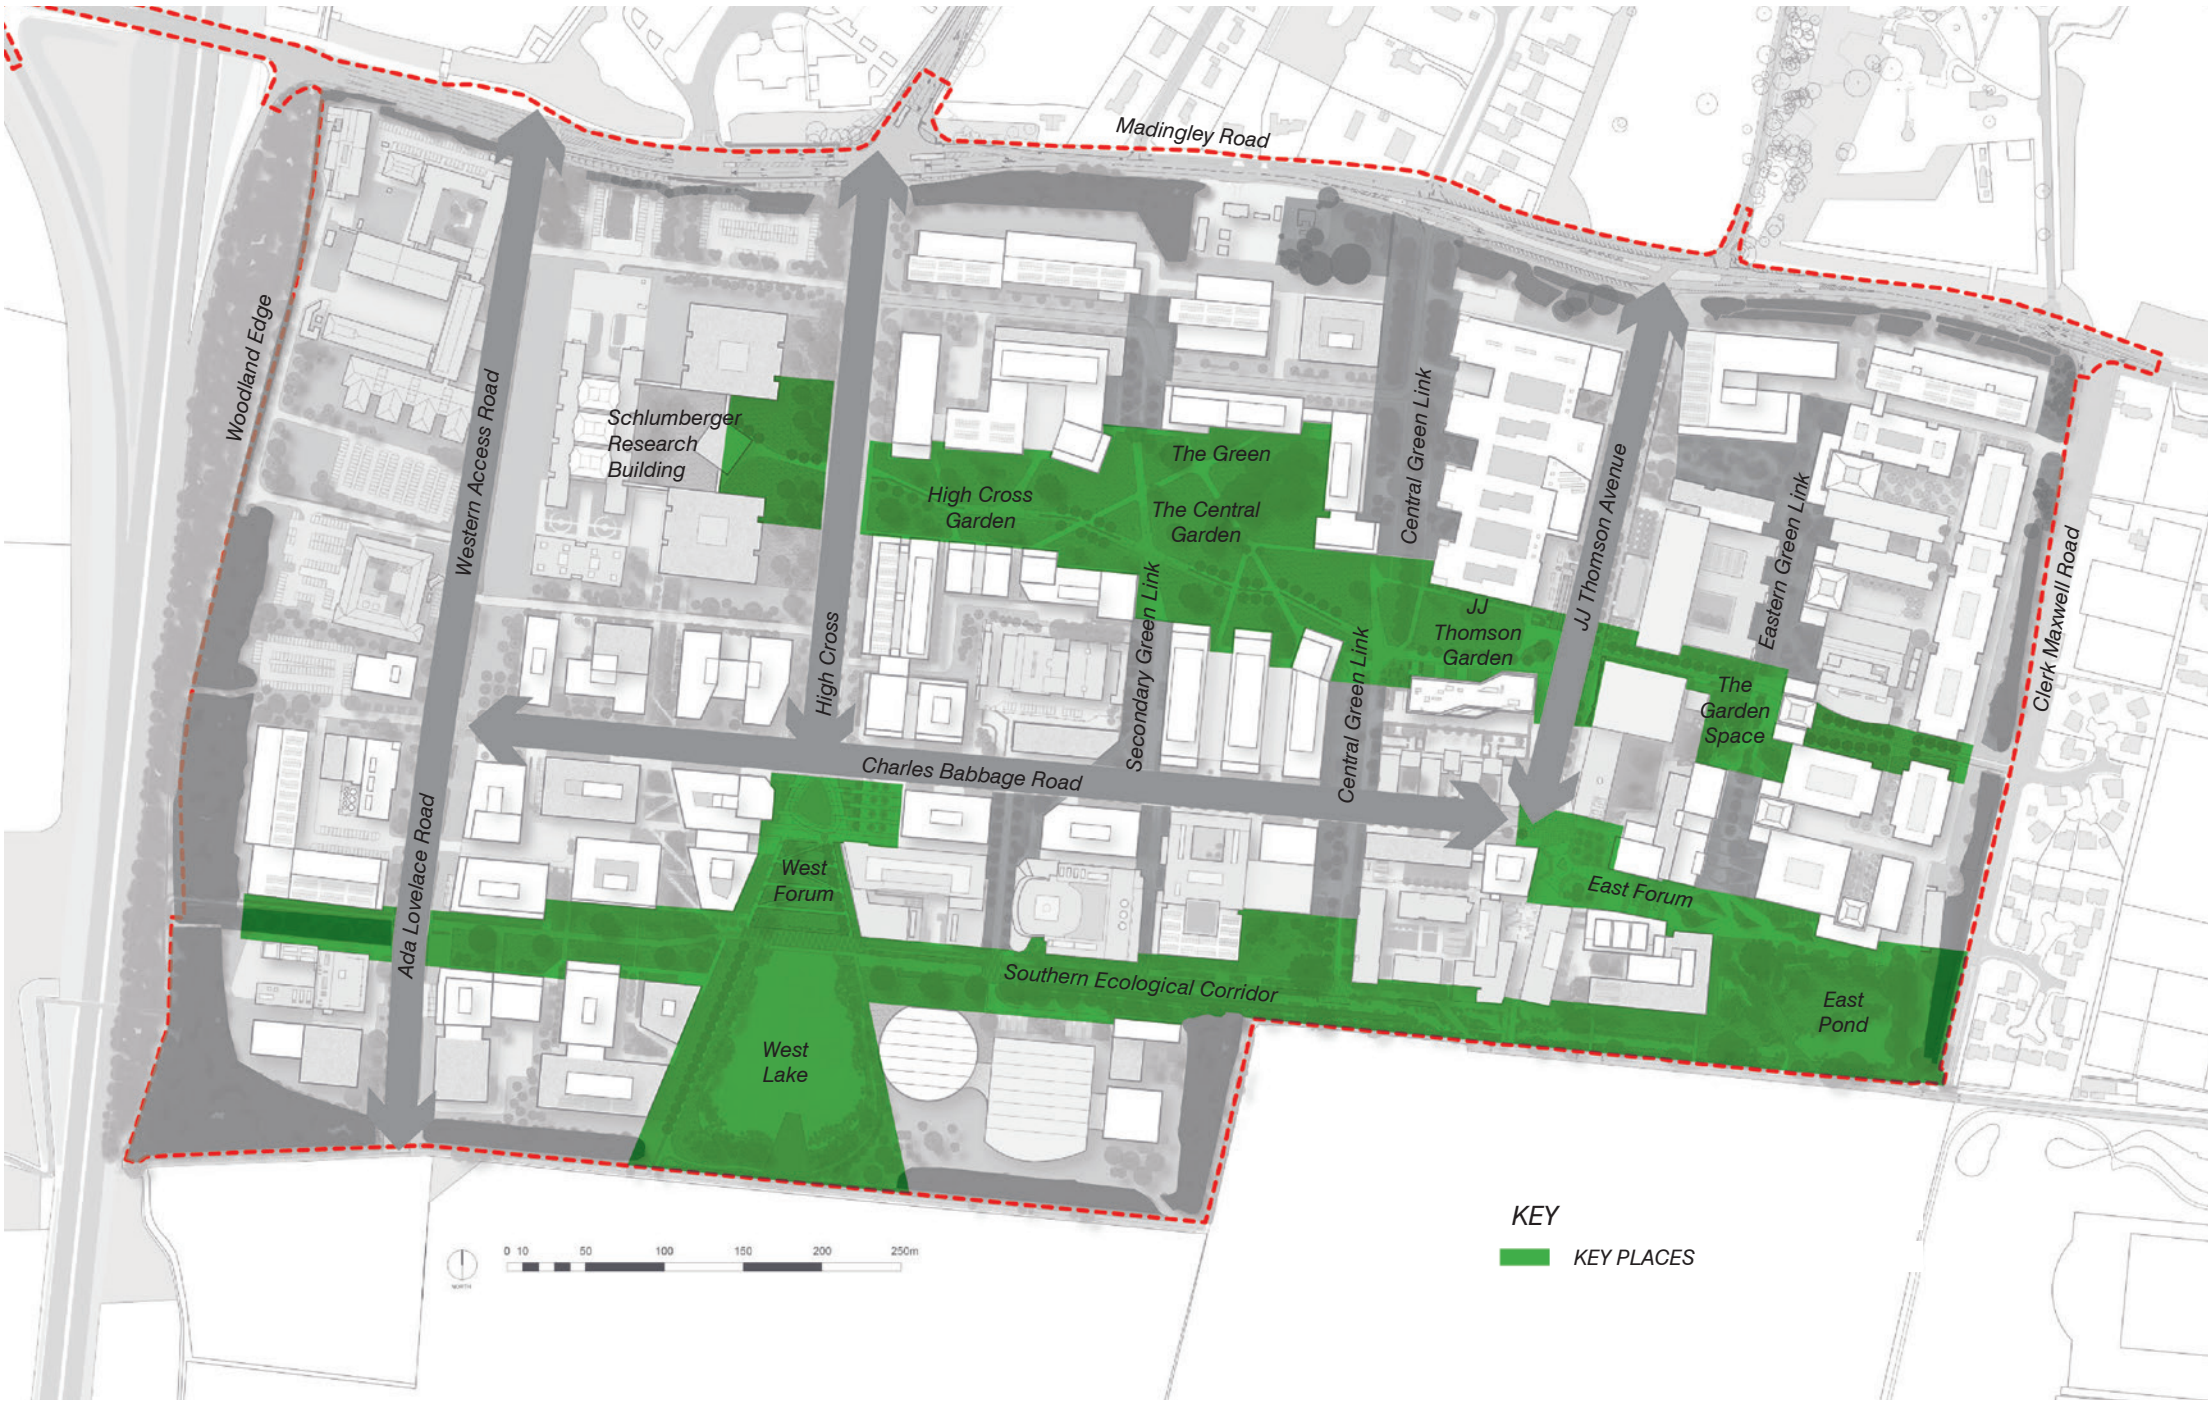 Madingley Road
Woodland Edge
Western Access Road
Schlumberger
Research
Building
High Cross
High Cross
Garden
The Green
The Central
Garden
Central Green Link
JJ Thomson Avenue
Eastern Green Link
Clerk Maxwell Road
Secondary Green Link
Central Green Link
JJ
Thomson
Garden
The
Garden
Space
Charles Babbage Road
Ada Lovelace Road
West
Forum
East Forum
Southern Ecological Corridor
West
Lake
East
Pond
KEY
KEY PLACES
0 10 50 100 150 200 250m
NORTH